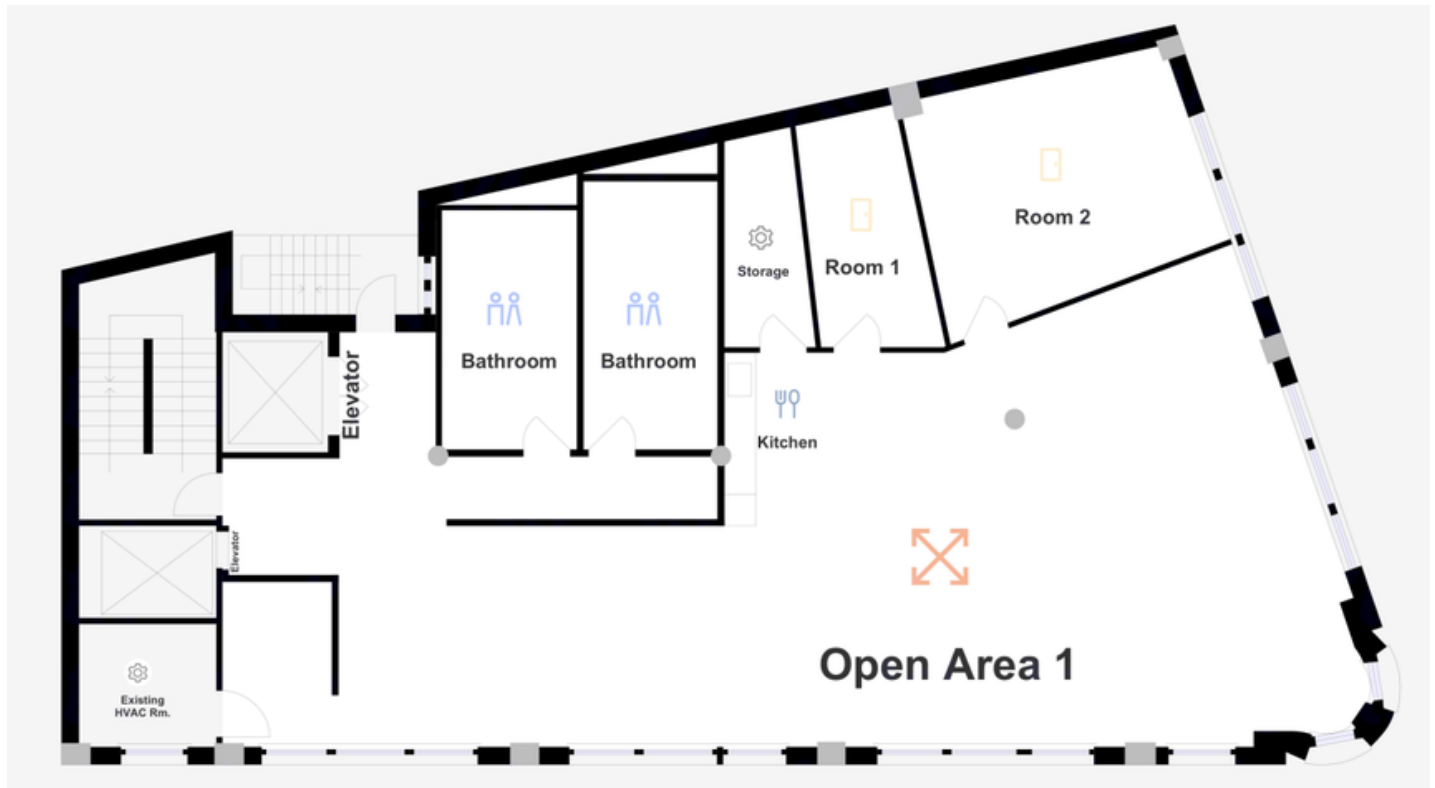 Room 2
Room 1
Storage
Bathroom
Bathroom
Elevator
Kitchen
Elevator
Open Area 1
Existing
HVAC Rm.